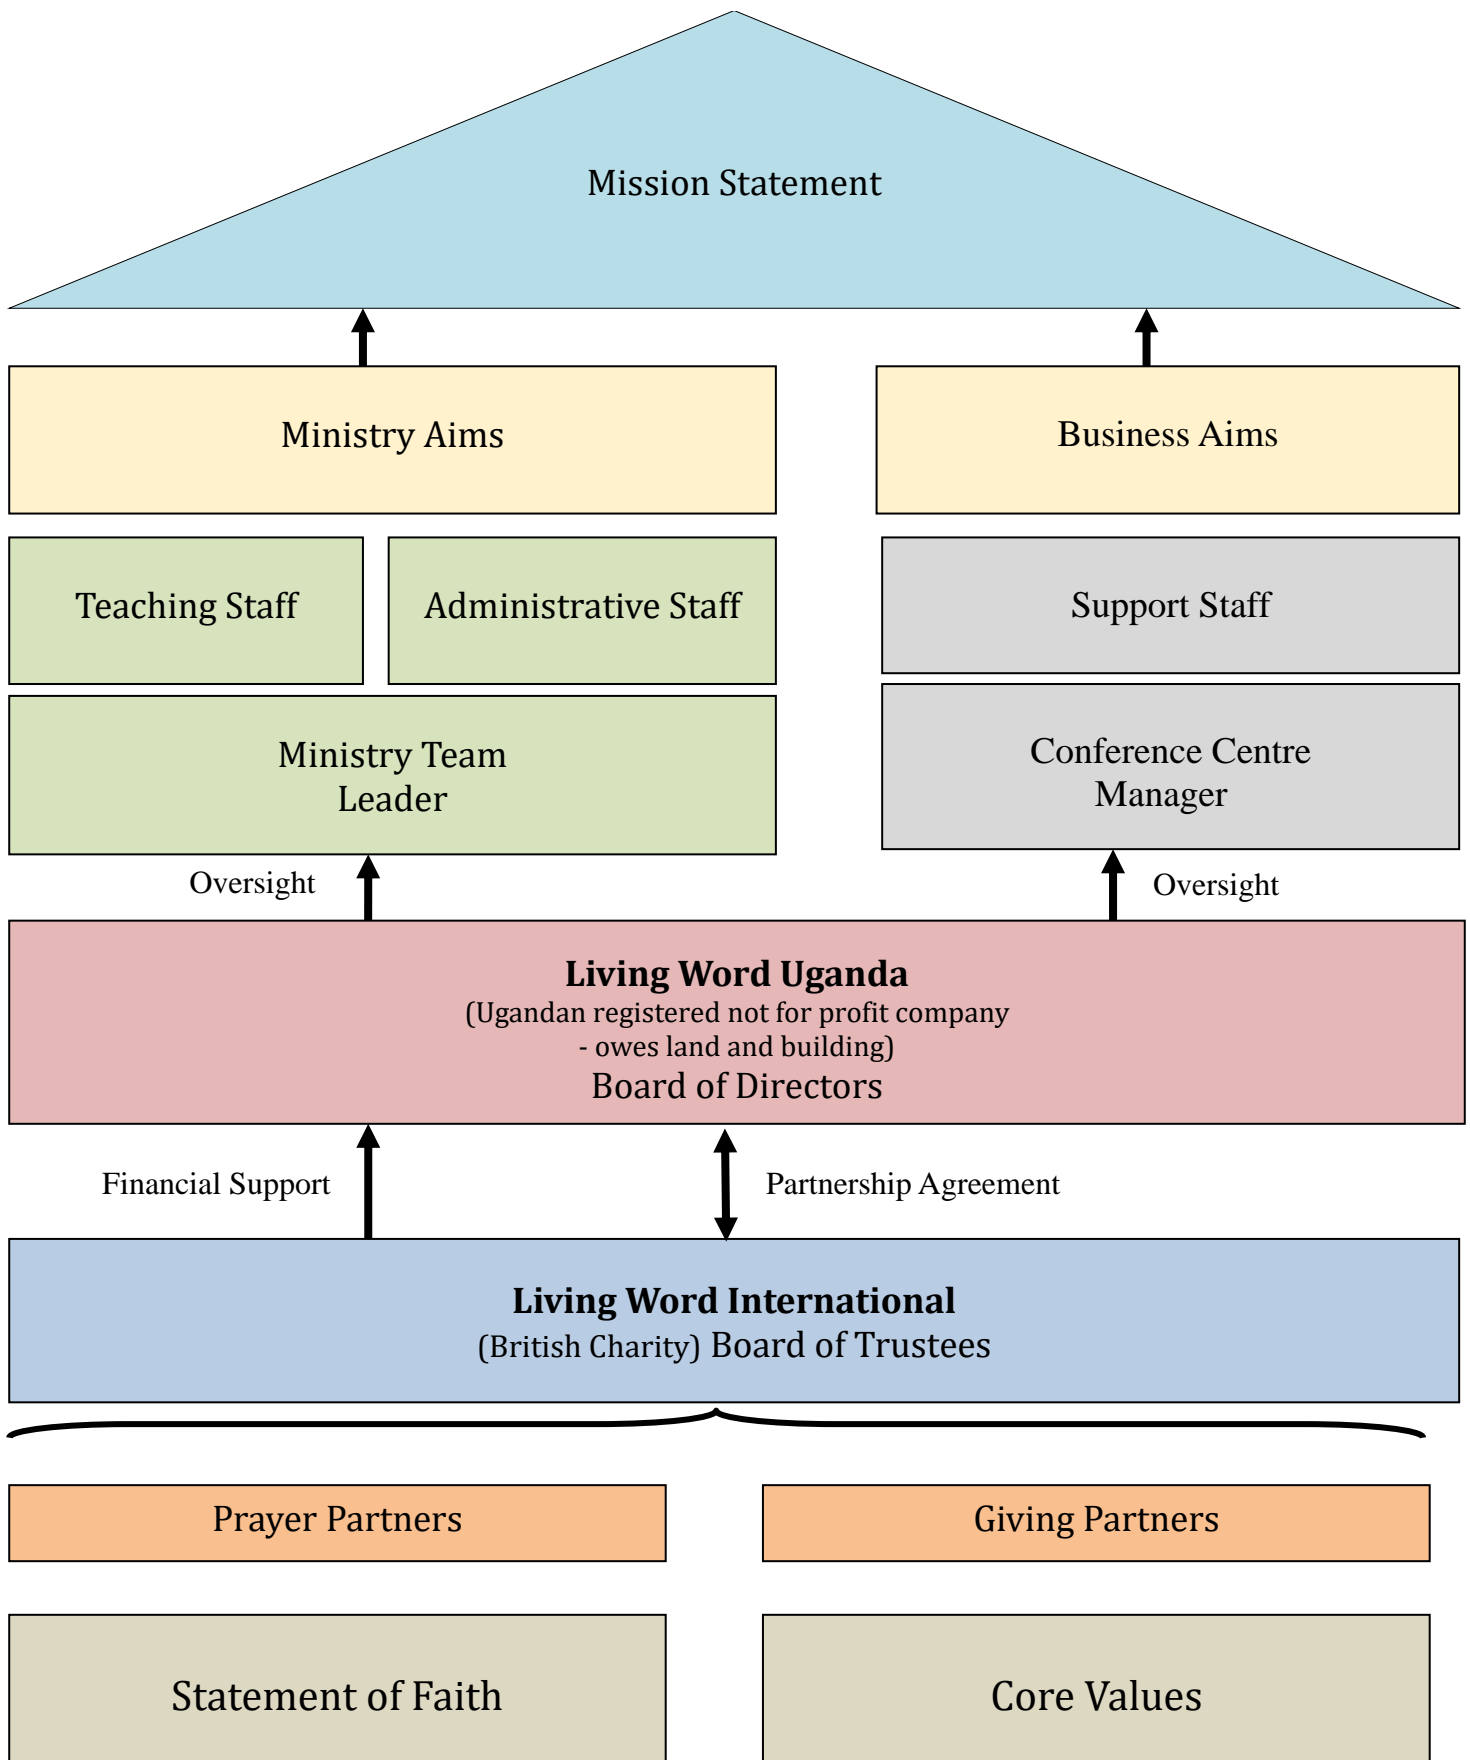 Mission Statement
Ministry Aims
Business Aims
Teaching Staff
Administrative Staff
Support Staff
Ministry Team
Leader
Conference Centre
Manager
Oversight
Oversight
Living Word Uganda
(Ugandan registered not for profit company
- owes land and building)
Board of Directors
Financial Support
Partnership Agreement
Living Word International
(British Charity) Board of Trustees
Prayer Partners
Giving Partners
Statement of Faith
Core Values